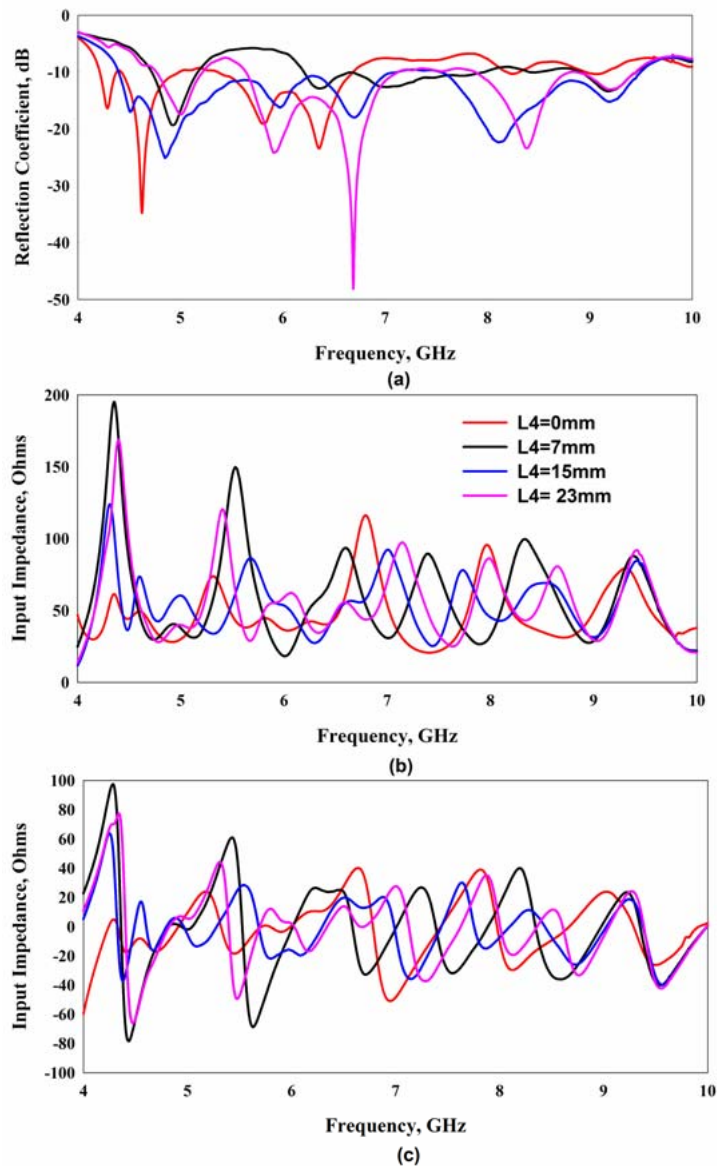 0
-10
-20
-30
-40
-50
Reflection Coefficient, dB
4 5 6 7 8 9 10
Frequency, GHz
(a)
200
150
100
50
0
Input Impedance, Ohms
L4=0mm
L4=7mm
L4=15mm
L4= 23mm
4 5 6 7 8 9 10
Frequency, GHz
(b)
100
80
60
40
20
0
-20
-40
-60
-80
-100
Input Impedance, Ohms
4 5 6 7 8 9 10
Frequency, GHz
(c)